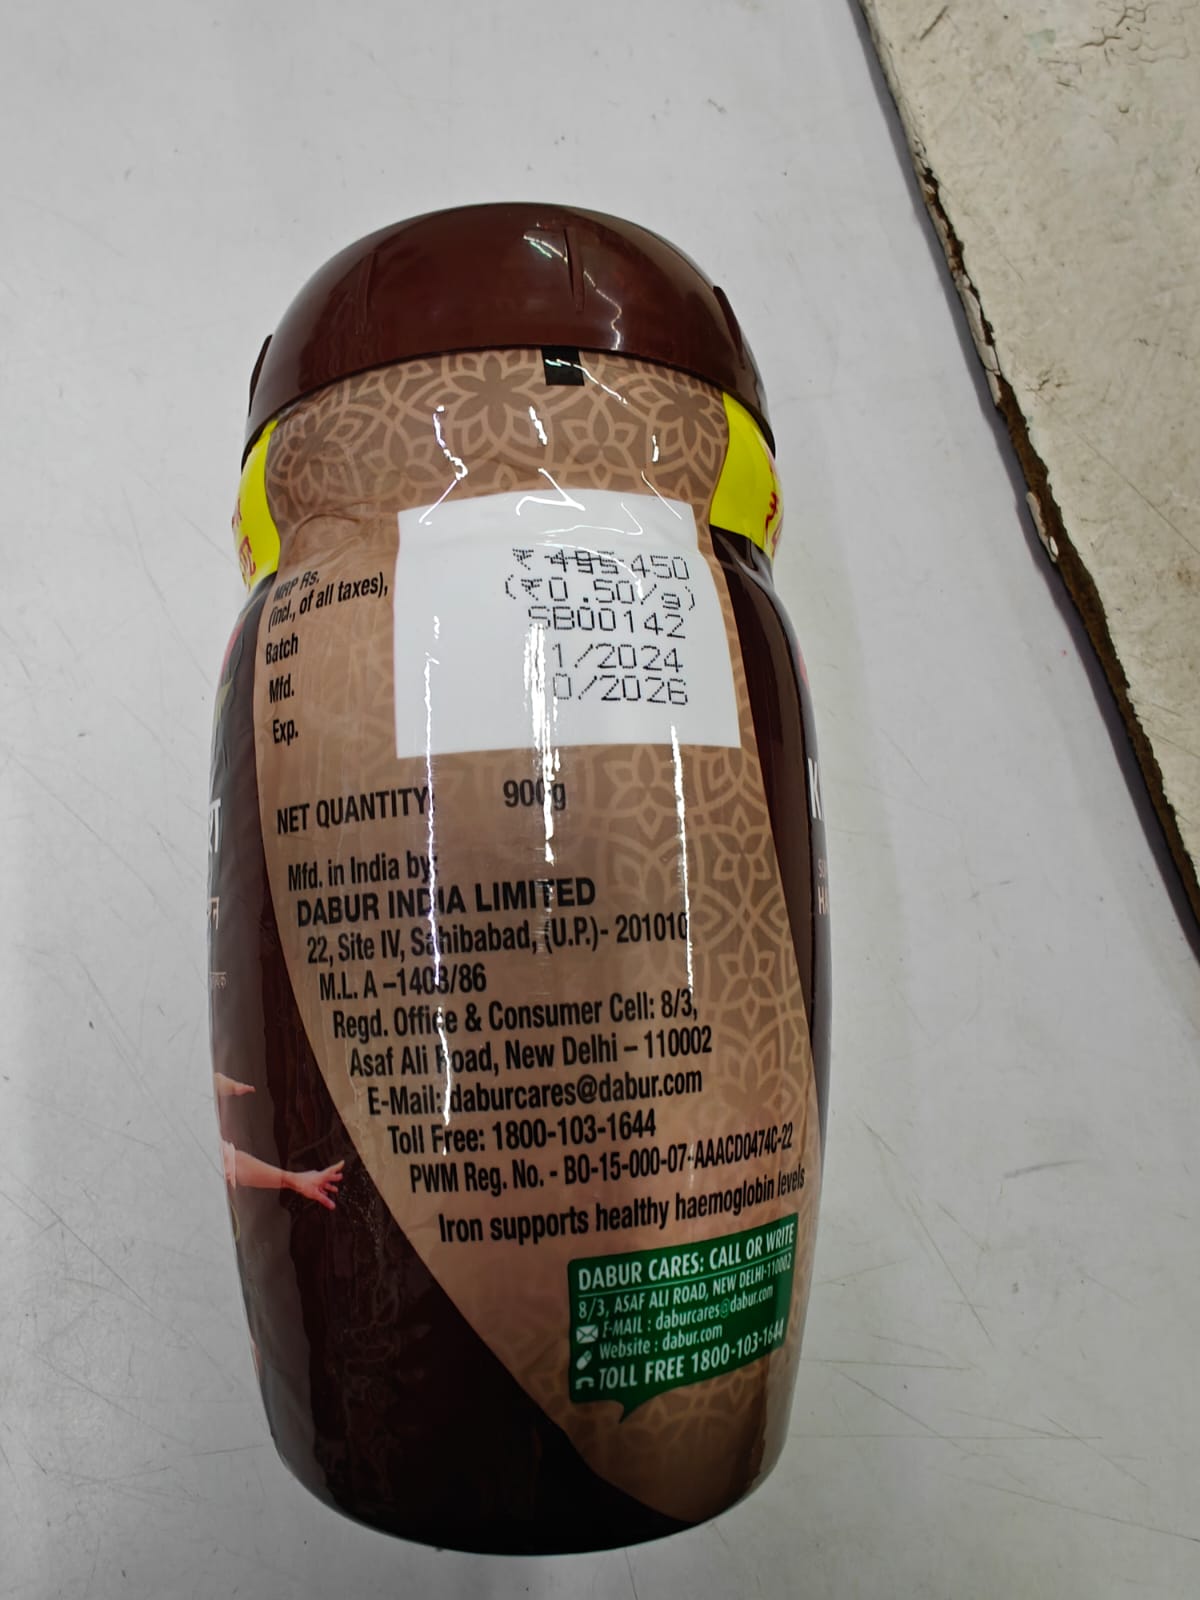 MRP Rs.
(incl., of all taxes),
Batch
Mfd.
Exp.
₹ 495 450
(₹0.50/g)
SB00142
1/2024
0/2026
NET QUANTITY: 900g
Mfd. in India by:
DABUR INDIA LIMITED
22, Site IV, Sahibabad, (U.P.)- 201010
M.L. A –1408/86
Regd. Office & Consumer Cell: 8/3,
Asaf Ali Road, New Delhi – 110002
E-Mail: daburcares@dabur.com
Toll Free: 1800-103-1644
PWM Reg. No. - BO-15-000-07-AAACD0474C-22
Iron supports healthy haemoglobin levels
DABUR CARES: CALL OR WRITE
8/3, ASAF ALI ROAD, NEW DELHI-110002
E-MAIL : daburcares@dabur.com
Website : dabur.com
TOLL FREE 1800-103-1644